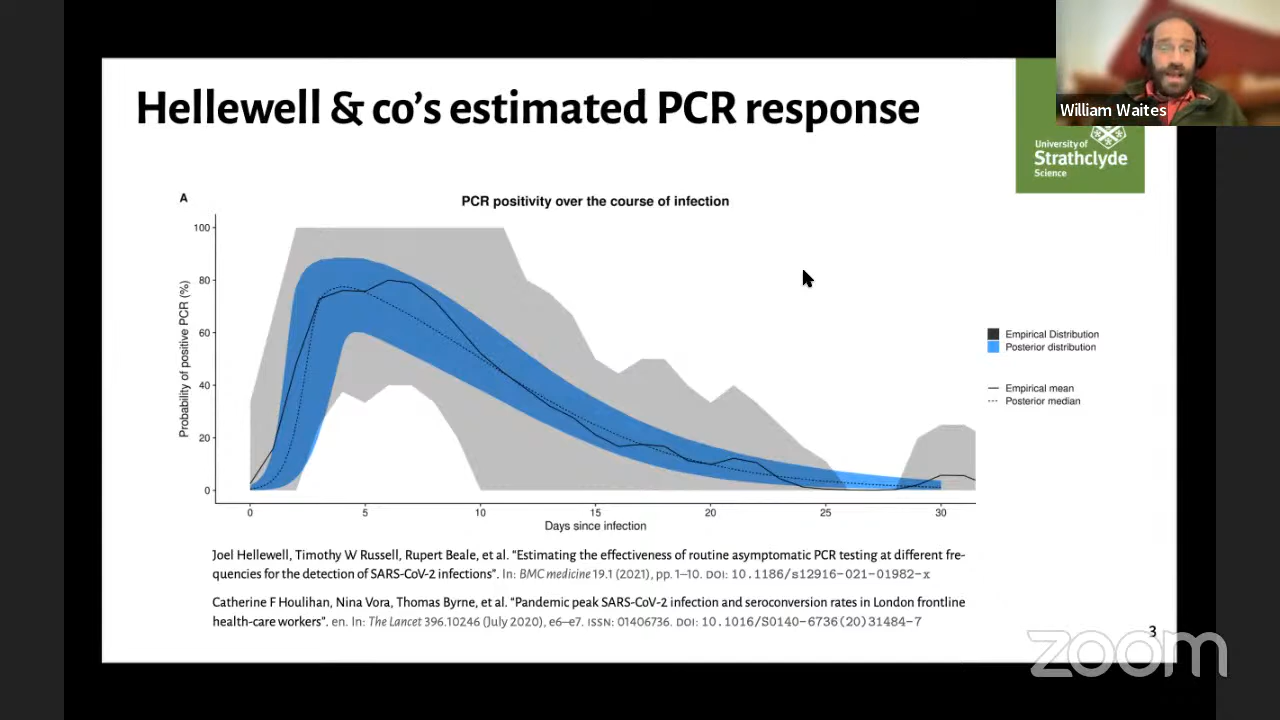 Hellewell & co's estimated PCR response
William Waites
University of
Strathclyde
Science
A
PCR positivity over the course of infection
Probability of positive PCR (%)
100
80
60
40
20
0
0
5
10
15
20
25
30
Days since infection
Empirical Distribution
Posterior distribution
Empirical mean
Posterior median
Joel Hellewell, Timothy W Russell, Rupert Beale, et al. “Estimating the effectiveness of routine asymptomatic PCR testing at different fre-
quencies for the detection of SARS-CoV-2 infections”. In: BMC medicine 19.1 (2021), pp. 1–10. DOI: 10.1186/s12916-021-01982-x
Catherine F Houlihan, Nina Vora, Thomas Byrne, et al. “Pandemic peak SARS-CoV-2 infection and seroconversion rates in London frontline
health-care workers”. en. In: The Lancet 396.10246 (July 2020), e6–e7. ISSN: 01406736. DOI: 10.1016/S0140-6736(20)31484-7
3
zoom